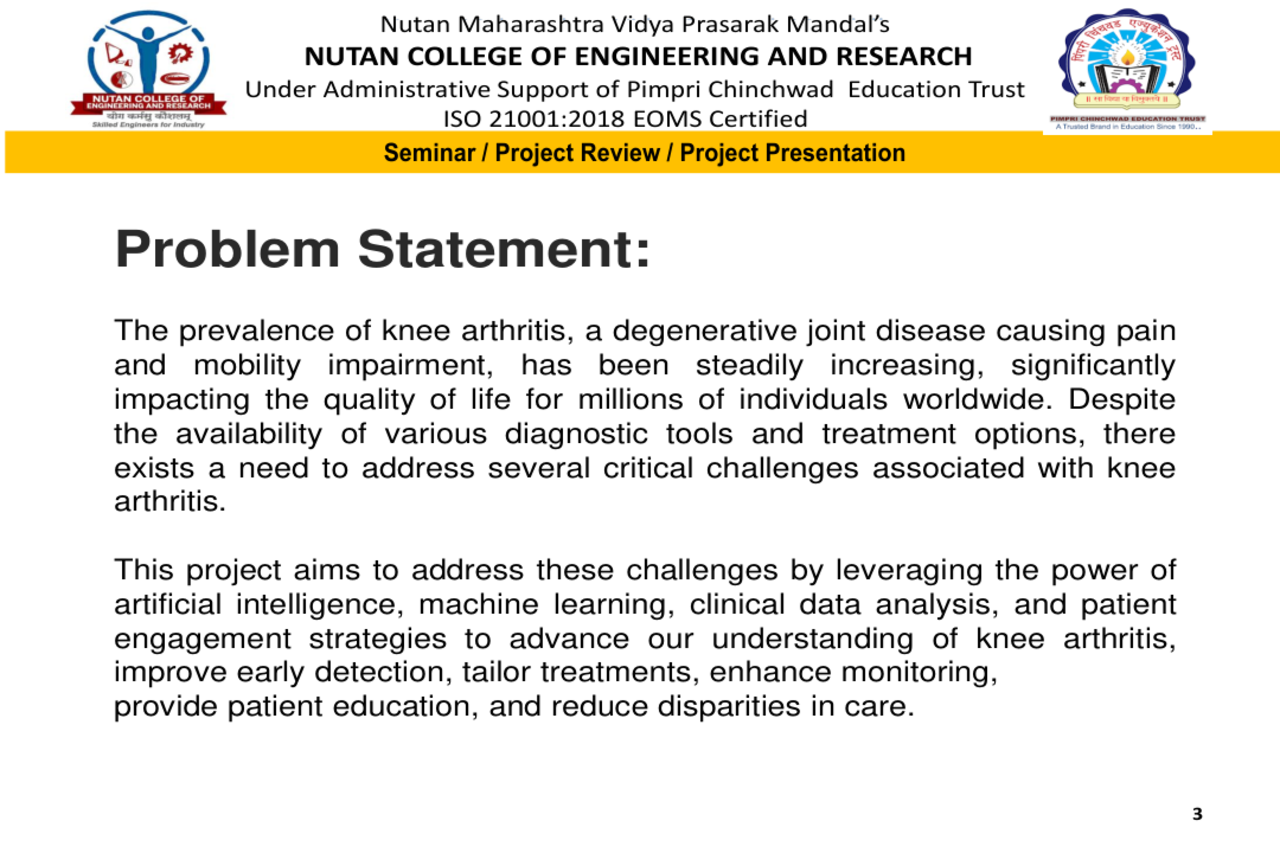 Nutan Maharashtra Vidya Prasarak Mandal's
NUTAN COLLEGE OF ENGINEERING AND RESEARCH
Under Administrative Support of Pimpri Chinchwad Education Trust
ISO 21001:2018 EOMS Certified
NUTAN COLLEGE OF
ENGINEERING AND RESEARCH
योगः कर्मसु कौशलम्
Skilled Engineers for Industry
पिंपरी चिंचवड एज्युकेशन ट्रस्ट
|| सा विद्या या विमुक्तये ||
PIMPRI CHINCHWAD EDUCATION TRUST
A Trusted Brand in Education Since 1990..
Seminar / Project Review / Project Presentation
Problem Statement:
The prevalence of knee arthritis, a degenerative joint disease causing pain
and mobility impairment, has been steadily increasing, significantly
impacting the quality of life for millions of individuals worldwide. Despite
the availability of various diagnostic tools and treatment options, there
exists a need to address several critical challenges associated with knee
arthritis.
This project aims to address these challenges by leveraging the power of
artificial intelligence, machine learning, clinical data analysis, and patient
engagement strategies to advance our understanding of knee arthritis,
improve early detection, tailor treatments, enhance monitoring,
provide patient education, and reduce disparities in care.
3